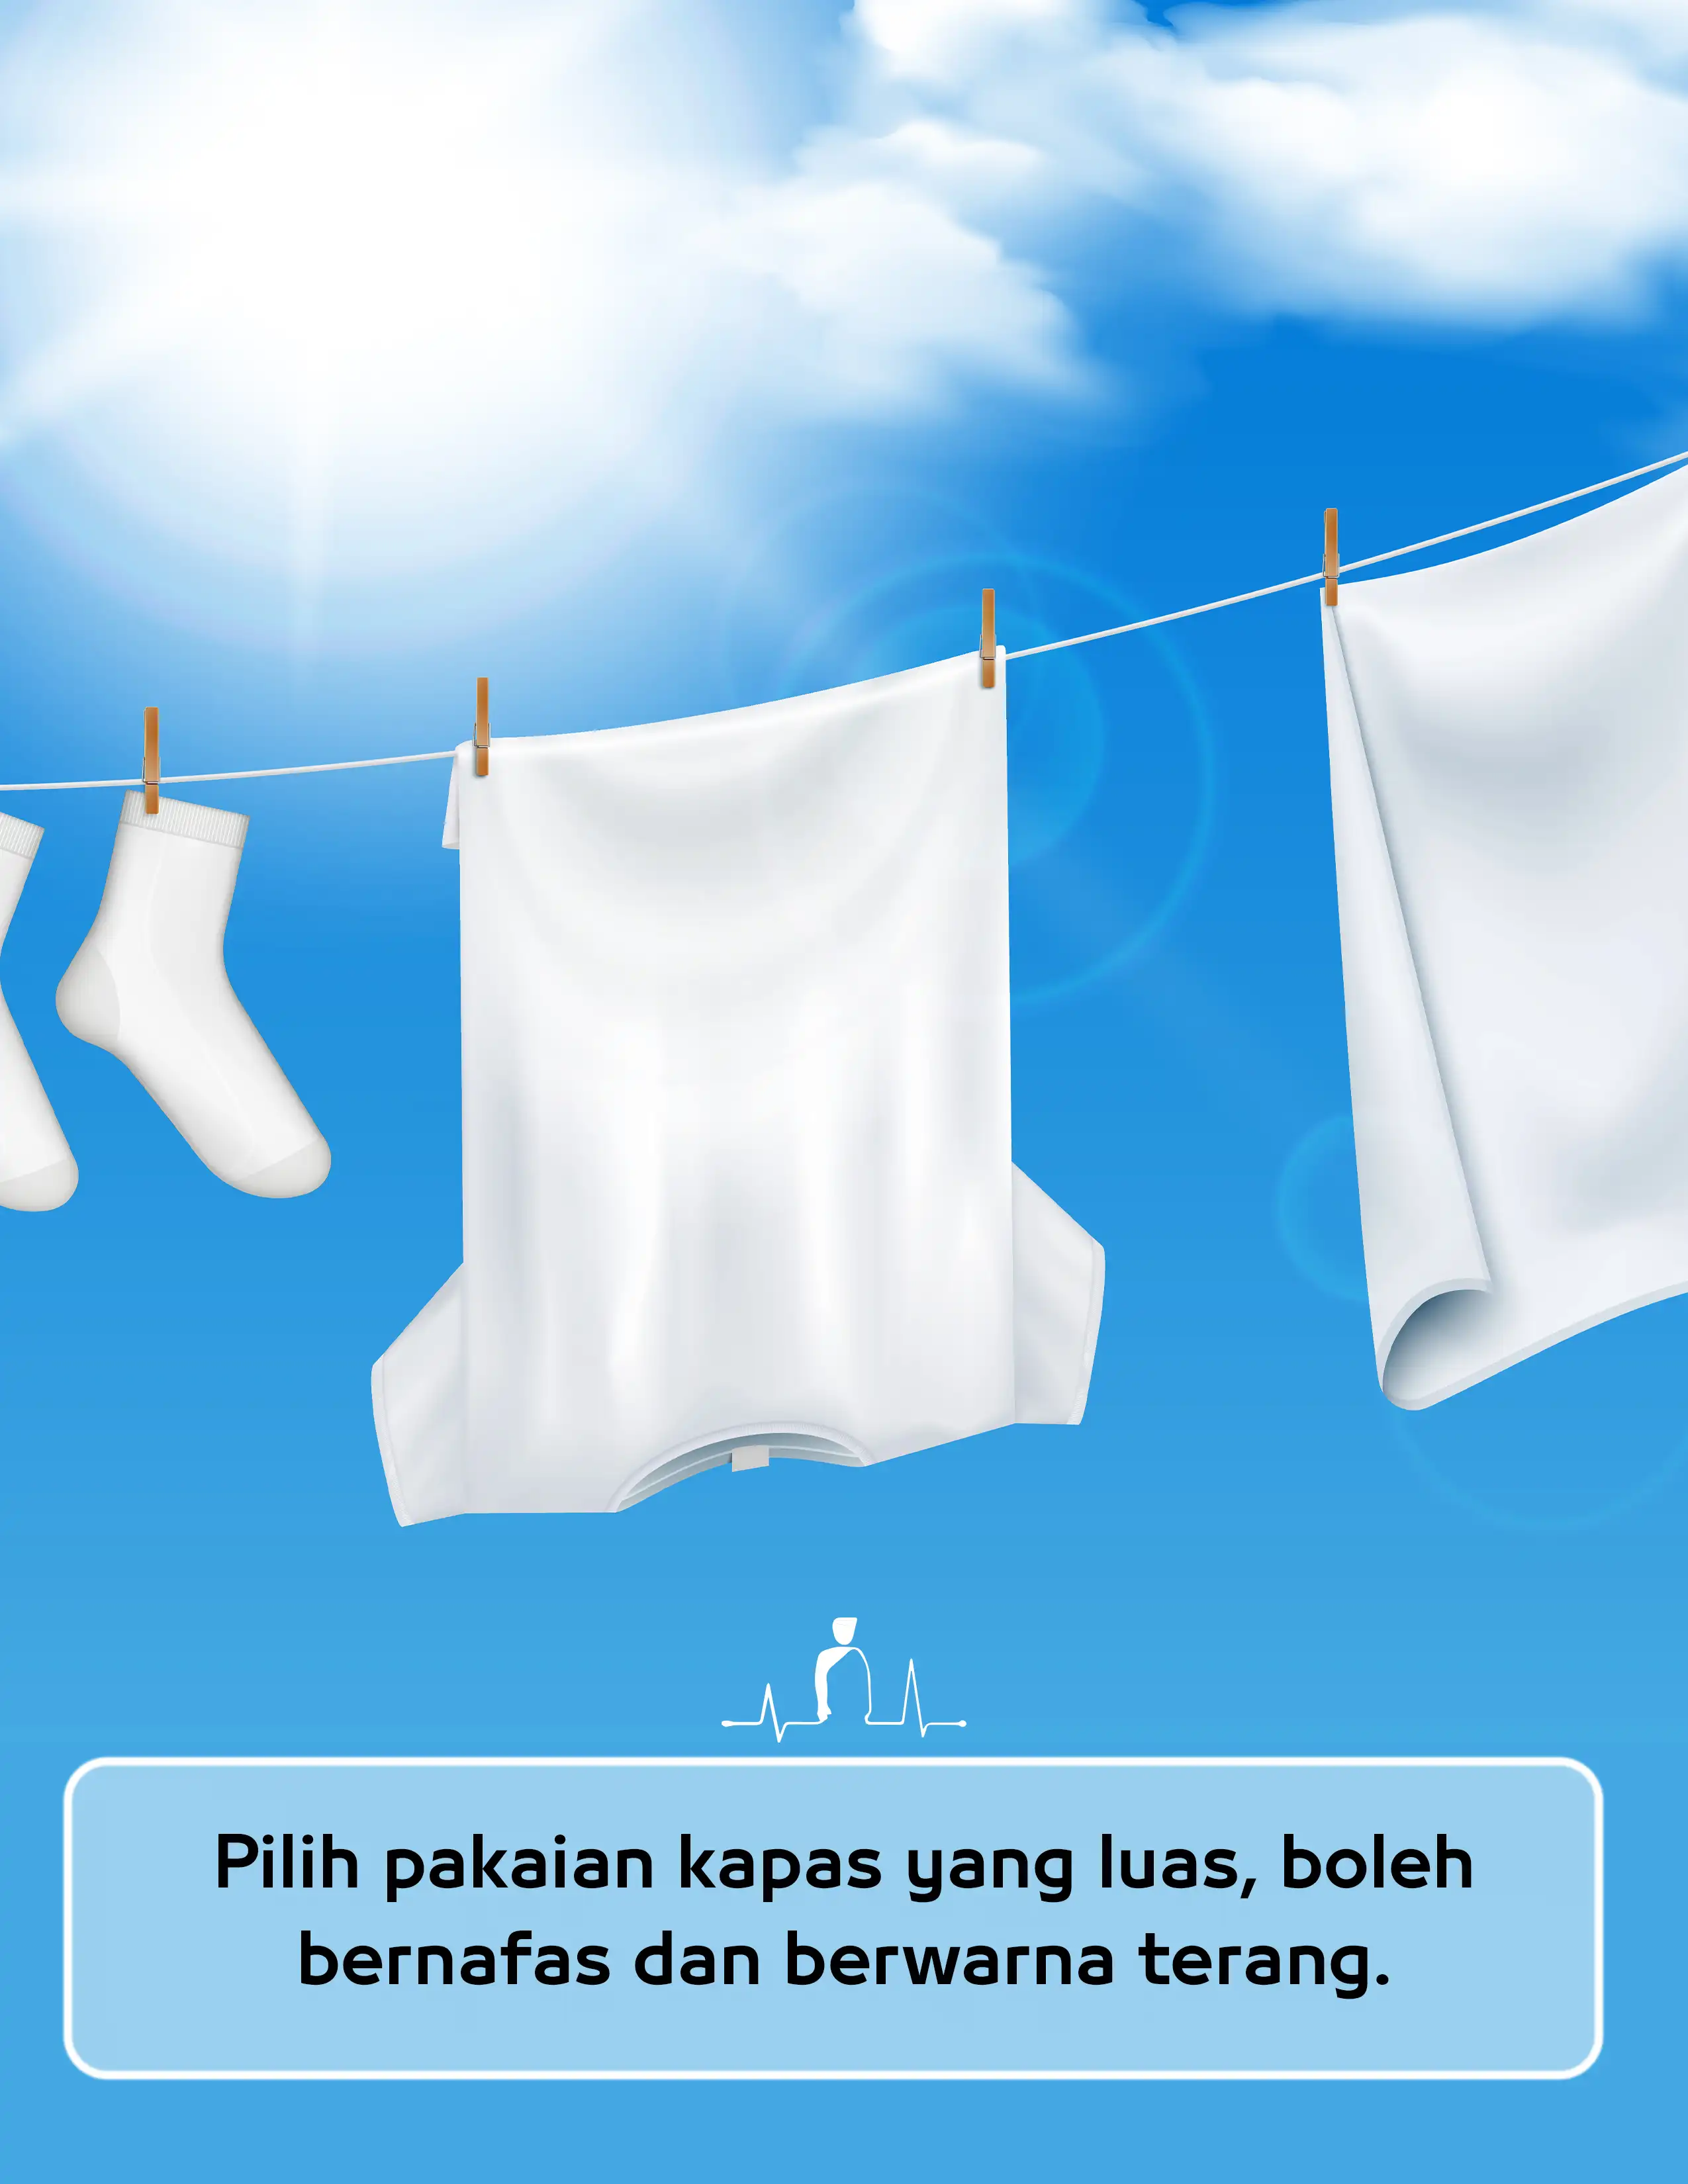 Pilih pakaian kapas yang luas, boleh
bernafas dan berwarna terang.